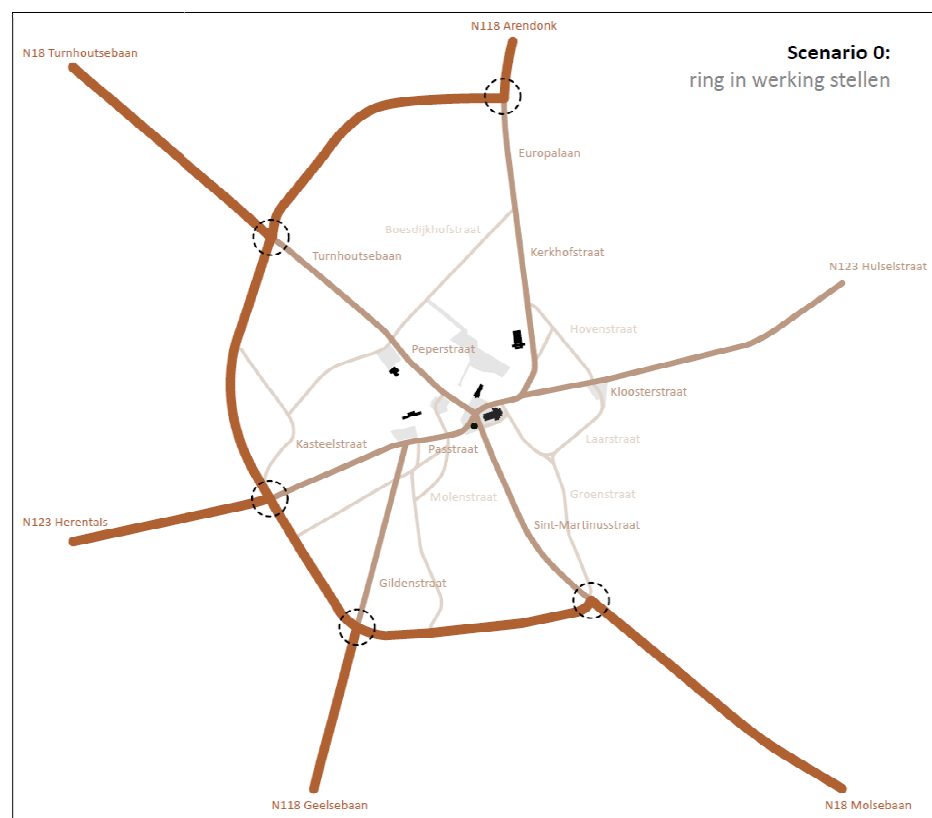 N118 Arendonk
N18 Turnhoutsebaan
Scenario 0:
ring in werking stellen
Europalaan
Boesdijkhofstraat
Turnhoutsebaan
Kerkhofstraat
N123 Hulselstraat
Hovenstraat
Peperstraat
Kloosterstraat
Kasteelstraat
Passtraat
Laarstraat
Molenstraat
Groenstraat
N123 Herentals
Sint-Martinusstraat
Gildenstraat
N118 Geelsebaan
N18 Molsebaan